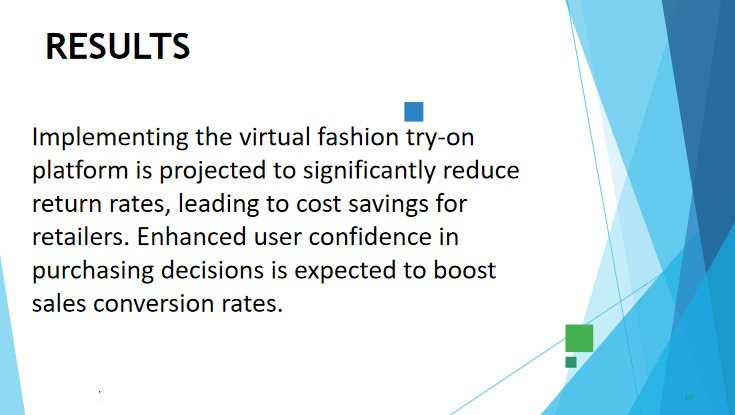 RESULTS
Implementing the virtual fashion try-on
platform is projected to significantly reduce
return rates, leading to cost savings for
retailers. Enhanced user confidence in
purchasing decisions is expected to boost
sales conversion rates.
10